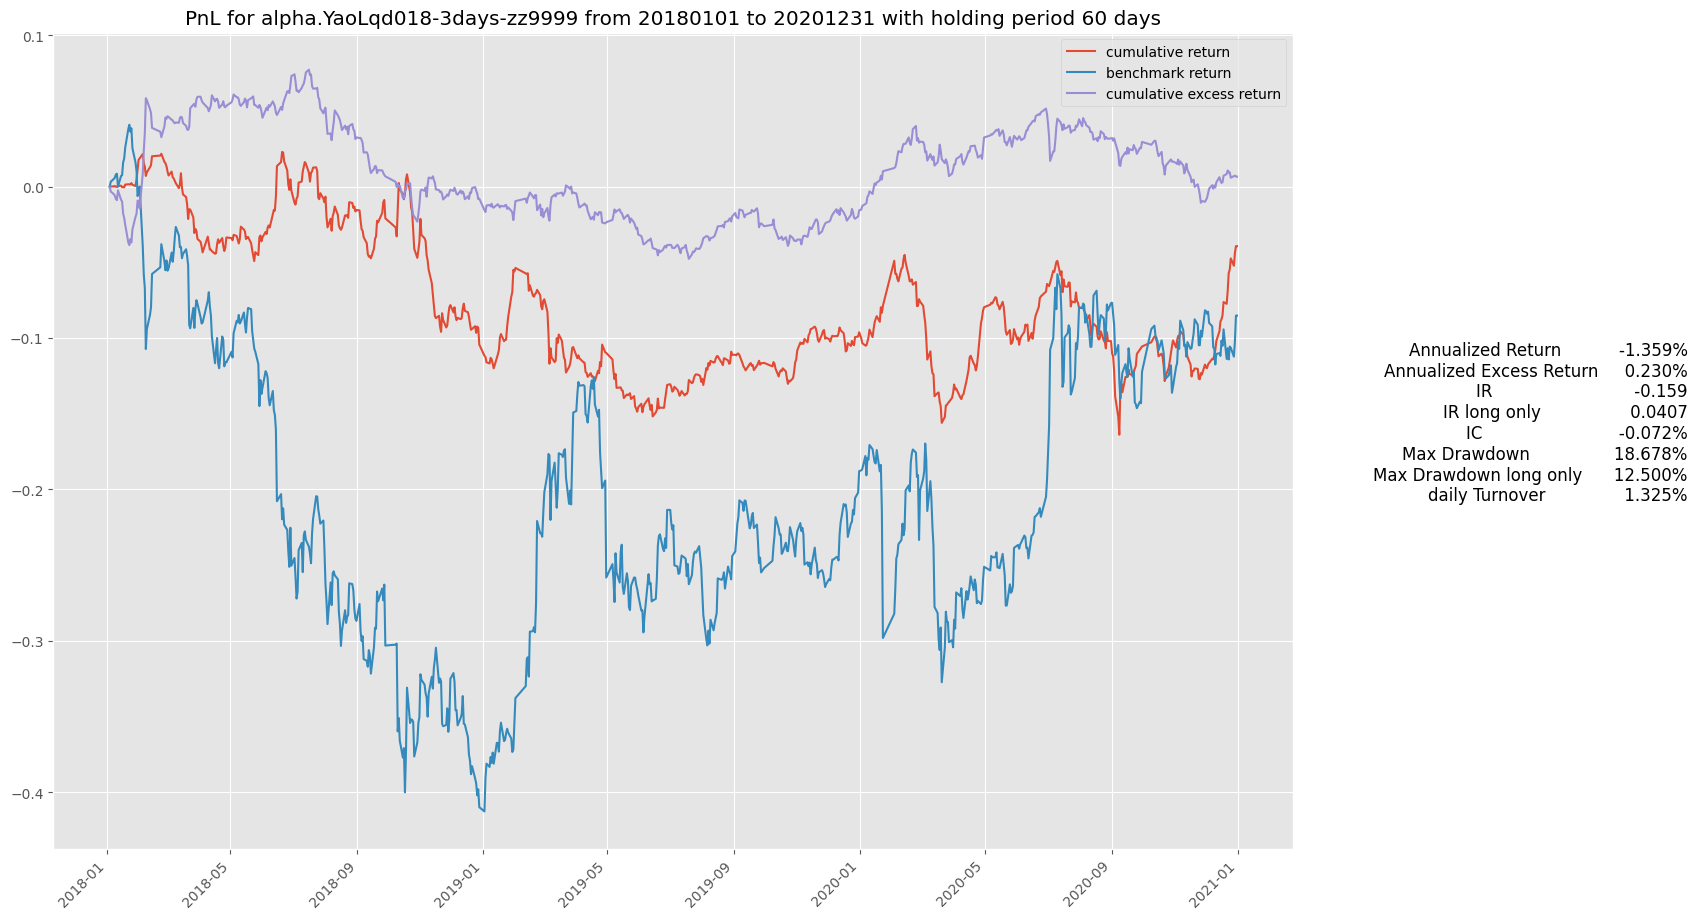 PnL for alpha.YaoLqd018-3days-zz9999 from 20180101 to 20201231 with holding period 60 days
cumulative return
benchmark return
cumulative excess return
0.1
0.0
−0.1
−0.2
−0.3
−0.4
2018-01
2018-05
2018-09
2019-01
2019-05
2019-09
2020-01
2020-05
2020-09
2021-01
Annualized Return -1.359%
Annualized Excess Return 0.230%
IR -0.159
IR long only 0.0407
IC -0.072%
Max Drawdown 18.678%
Max Drawdown long only 12.500%
daily Turnover 1.325%